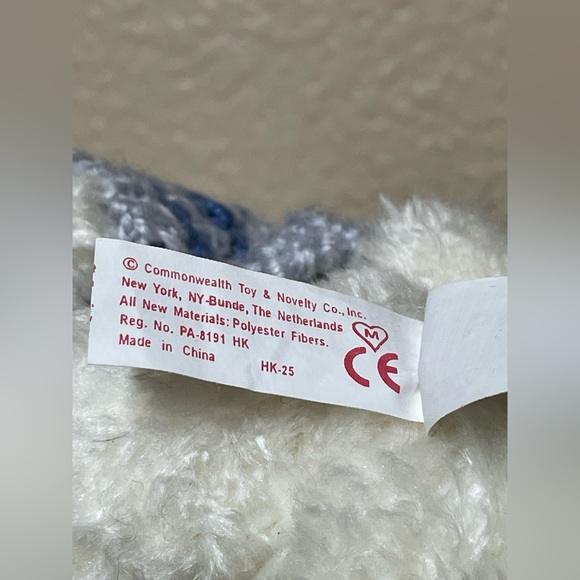 © Commonwealth Toy & Novelty Co., Inc.
New York, NY-Bunde, The Netherlands
All New Materials: Polyester Fibers.
Reg. No. PA-8191 HK
Made in China HK-25
M
CE